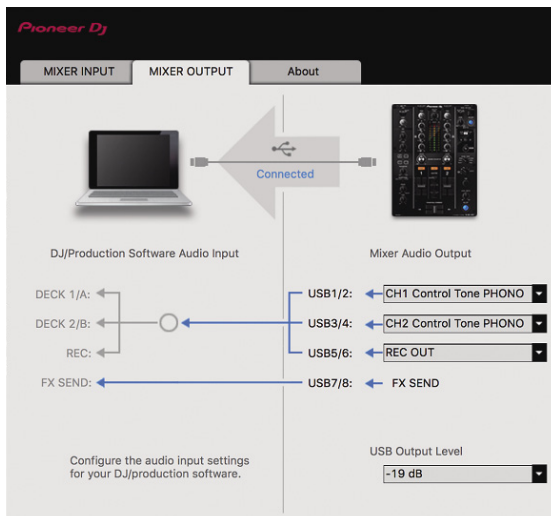 Pioneer Dj
MIXER INPUT
MIXER OUTPUT
About
Connected
DJ/Production Software Audio Input
Mixer Audio Output
DECK 1/A:
USB1/2:
CH1 Control Tone PHONO
DECK 2/B:
USB3/4:
CH2 Control Tone PHONO
REC:
USB5/6:
REC OUT
FX SEND:
USB7/8:
FX SEND
Configure the audio input settings
for your DJ/production software.
USB Output Level
-19 dB